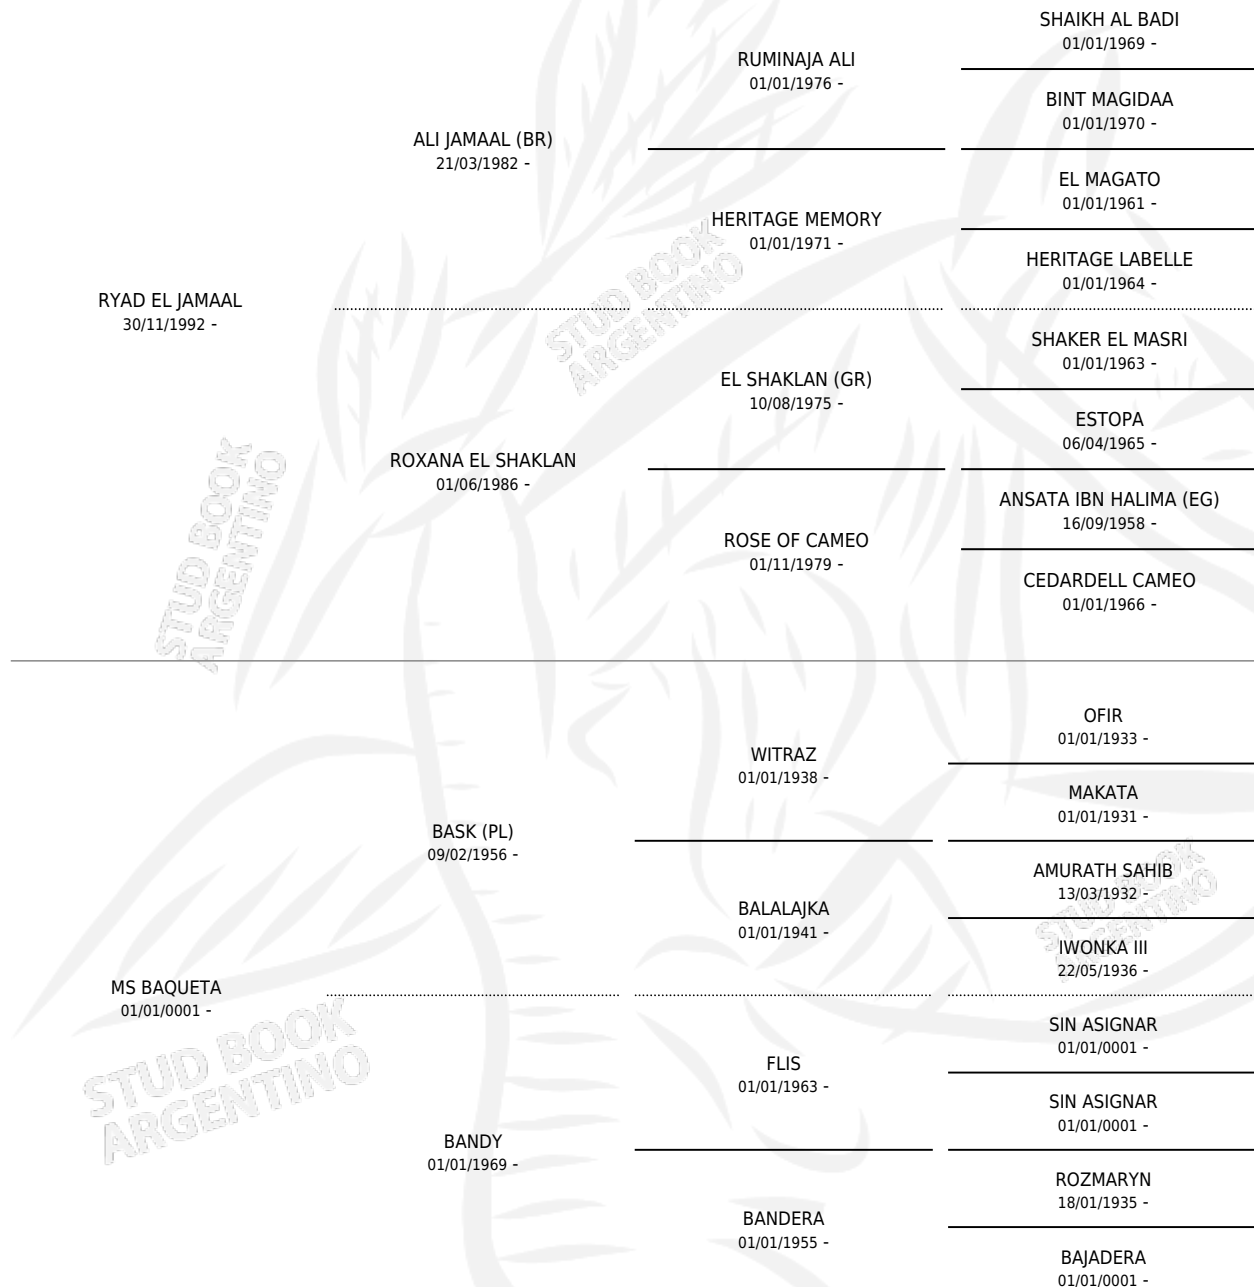 SHAIKH AL BADI
01/01/1969 -
RUMINAJA ALI
01/01/1976 -
BINT MAGIDAA
01/01/1970 -
ALI JAMAAL (BR)
21/03/1982 -
EL MAGATO
01/01/1961 -
HERITAGE MEMORY
01/01/1971 -
HERITAGE LABELLE
01/01/1964 -
RYAD EL JAMAAL
30/11/1992 -
STUD BOOK
ARGENTINO
SHAKER EL MASRI
01/01/1963 -
EL SHAKLAN (GR)
10/08/1975 -
ESTOPA
06/04/1965 -
ROXANA EL SHAKLAN
01/06/1986 -
ANSATA IBN HALIMA (EG)
16/09/1958 -
ROSE OF CAMEO
01/11/1979 -
CEDARDELL CAMEO
01/01/1966 -
STUD BOOK
ARGENTINO
OFIR
01/01/1933 -
WITRAZ
01/01/1938 -
MAKATA
01/01/1931 -
BASK (PL)
09/02/1956 -
AMURATH SAHIB
13/03/1932 -
BALALAJKA
01/01/1941 -
STUD BOOK
ARGENTINO
IWONKA III
22/05/1936 -
MS BAQUETA
01/01/0001 -
SIN ASIGNAR
01/01/0001 -
FLIS
01/01/1963 -
STUD BOOK
ARGENTINO
SIN ASIGNAR
01/01/0001 -
BANDY
01/01/1969 -
ROZMARYN
18/01/1935 -
BANDERA
01/01/1955 -
BAJADERA
01/01/0001 -